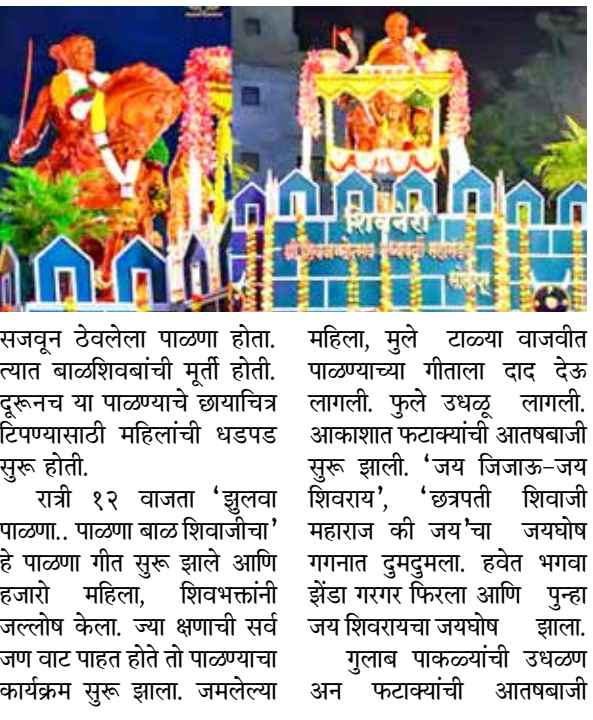 शिवनेरी
सजवून ठेवलेला पाळणा होता.
त्यात बाळशिवबांची मूर्ती होती.
दूरूनच या पाळण्याचे छायाचित्र
टिपण्यासाठी महिलांची धडपड
सुरू होती.
रात्री १२ वाजता ‘झुलवा
पाळणा.. पाळणा बाळ शिवाजीचा’
हे पाळणा गीत सुरू झाले आणि
हजारो महिला, शिवभक्तांनी
जल्लोष केला. ज्या क्षणाची सर्व
जण वाट पाहत होते तो पाळण्याचा
कार्यक्रम सुरू झाला. जमलेल्या
महिला, मुले टाळ्या वाजवीत
पाळण्याच्या गीताला दाद देऊ
लागली. फुले उधळू लागली.
आकाशात फटाक्यांची आतषबाजी
सुरू झाली. ‘जय जिजाऊ-जय
शिवराय’, ‘छत्रपती शिवाजी
महाराज की जय’चा जयघोष
गगनात दुमदुमला. हवेत भगवा
झेंडा गरगर फिरला आणि पुन्हा
जय शिवरायचा जयघोष झाला.
गुलाब पाकळ्यांची उधळण
अन फटाक्यांची आतषबाजी